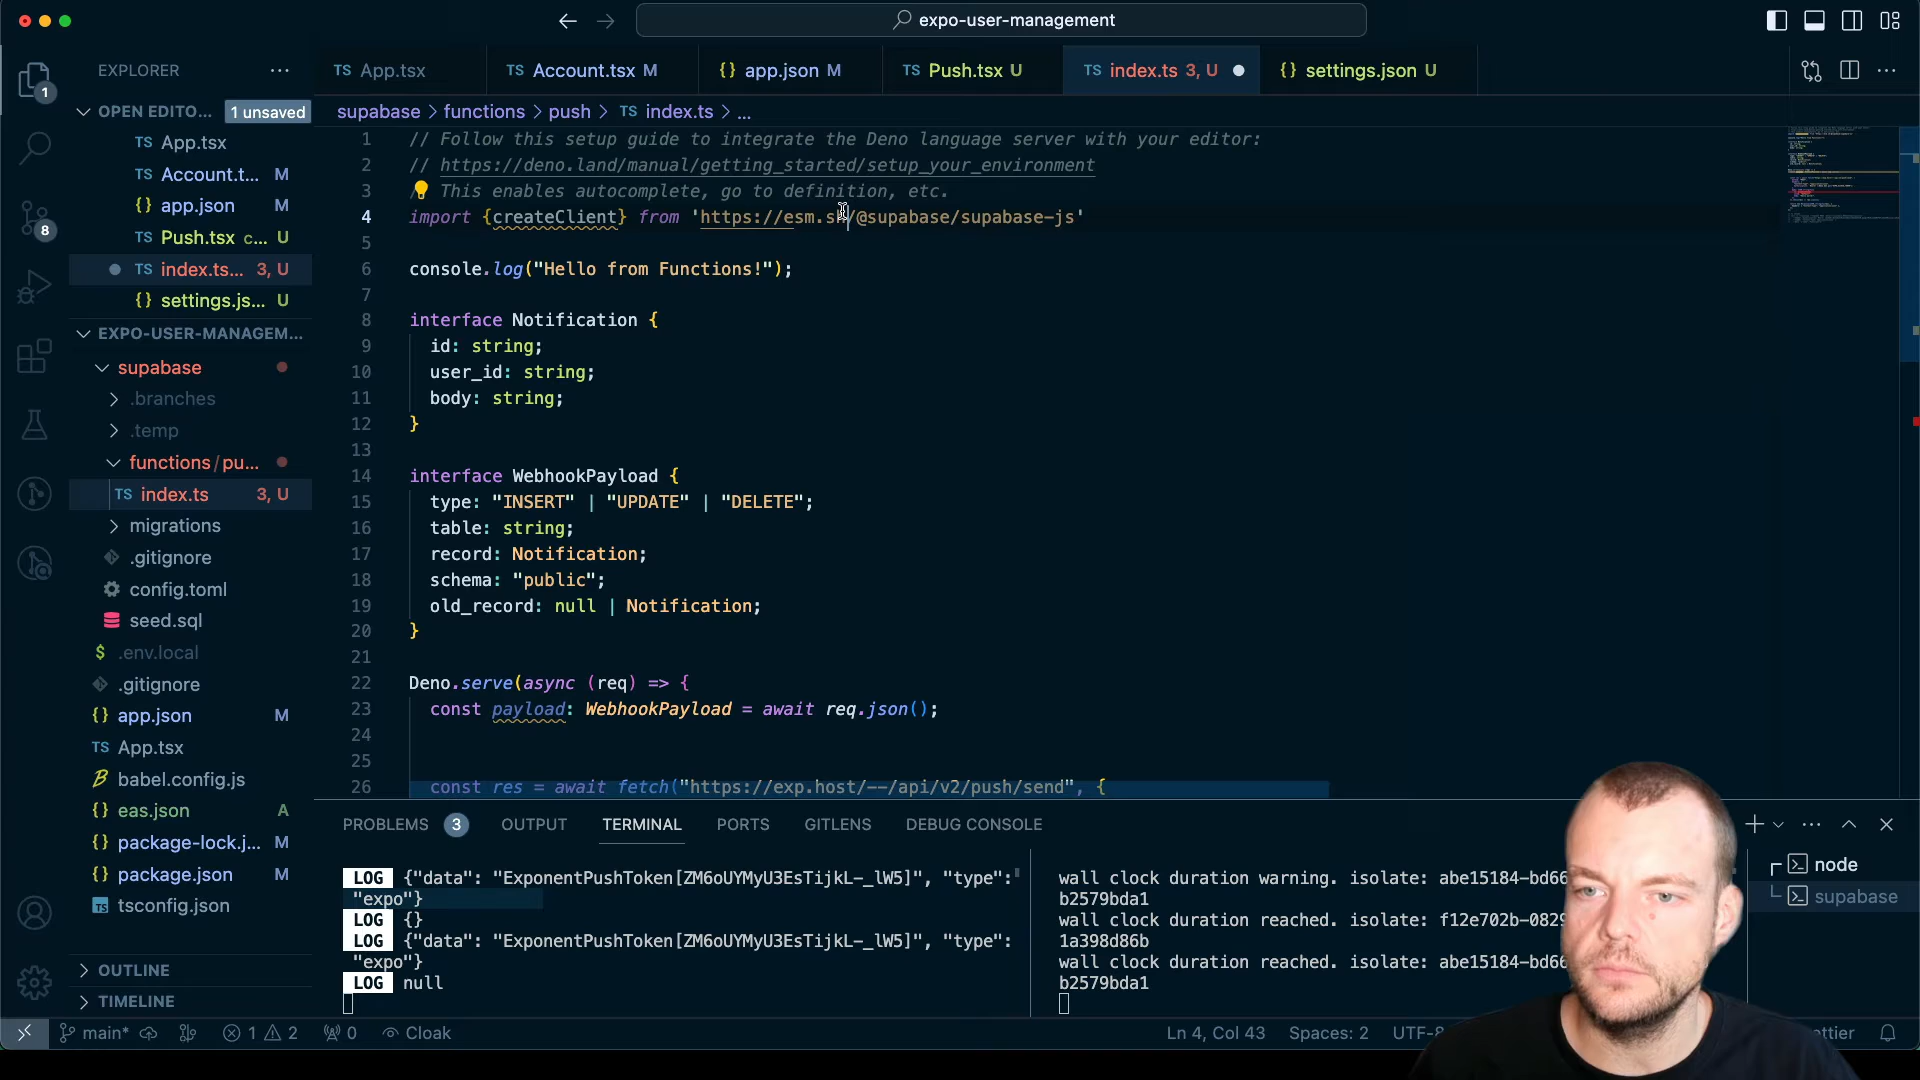 expo-user-management
EXPLORER
TS App.tsx
TS Account.tsx M
{} app.json M
TS Push.tsx U
TS index.ts 3, U
{} settings.json U
1
OPEN EDITO...
1 unsaved
supabase > functions > push > TS index.ts > ...
TS App.tsx
TS Account.t... M
{} app.json M
TS Push.tsx c... U
TS index.ts... 3, U
{} settings.js... U
8
EXPO-USER-MANAGEM...
supabase
.branches
.temp
functions/pu...
TS index.ts 3, U
migrations
.gitignore
config.toml
seed.sql
$ .env.local
.gitignore
{} app.json M
TS App.tsx
babel.config.js
{} eas.json A
{} package-lock.j... M
{} package.json M
TS tsconfig.json
OUTLINE
TIMELINE
1 // Follow this setup guide to integrate the Deno language server with your editor:
2 // https://deno.land/manual/getting_started/setup_your_environment
3 / This enables autocomplete, go to definition, etc.
4 import {createClient} from 'https://esm.sh/@supabase/supabase-js'
5
6 console.log("Hello from Functions!");
7
8 interface Notification {
9 id: string;
10 user_id: string;
11 body: string;
12 }
13
14 interface WebhookPayload {
15 type: "INSERT" | "UPDATE" | "DELETE";
16 table: string;
17 record: Notification;
18 schema: "public";
19 old_record: null | Notification;
20 }
21
22 Deno.serve(async (req) => {
23 const payload: WebhookPayload = await req.json();
24
25
26 const res = await fetch("https://exp.host/--/api/v2/push/send", {
PROBLEMS 3 OUTPUT TERMINAL PORTS GITLENS DEBUG CONSOLE
LOG {"data": "ExponentPushToken[ZM6oUYMyU3EsTijkL-_lW5]", "type":
"expo"}
LOG {}
LOG {"data": "ExponentPushToken[ZM6oUYMyU3EsTijkL-_lW5]", "type":
"expo"}
LOG null
wall clock duration warning. isolate: abe15184-bd66
b2579bda1
wall clock duration reached. isolate: f12e702b-0829
1a398d86b
wall clock duration reached. isolate: abe15184-bd66
b2579bda1
node
supabase
main* 1 2 0 Cloak
Ln 4, Col 43 Spaces: 2 UTF-8